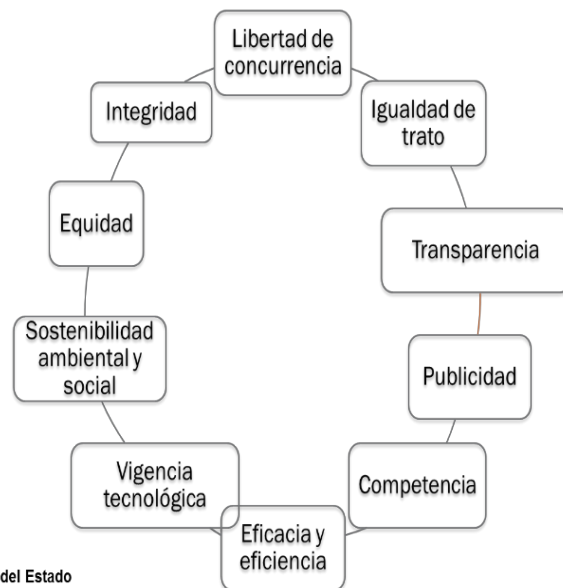 Libertad de
concurrencia
Igualdad de
trato
Transparencia
Publicidad
Competencia
Eficacia y
eficiencia
Vigencia
tecnológica
Sostenibilidad
ambiental y
social
Equidad
Integridad
del Estado